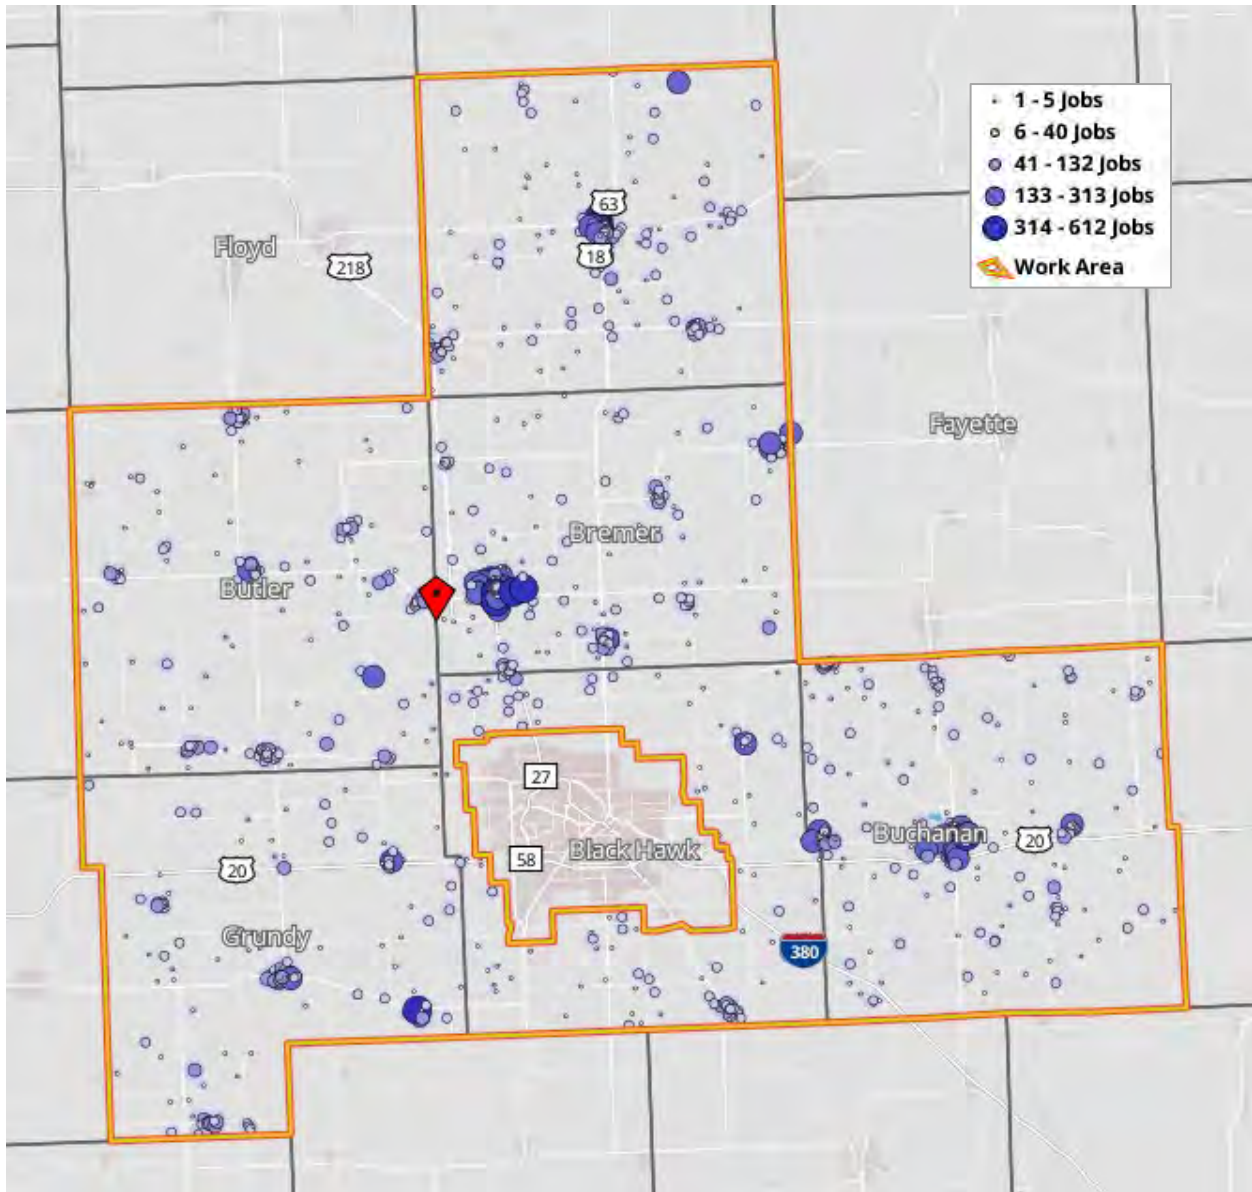 1 - 5 Jobs
6 - 40 Jobs
41 - 132 Jobs
133 - 313 Jobs
314 - 612 Jobs
Work Area
63
Floyd
18
218
Fayette
Bremer
Butler
27
Buchanan
20
58
Black Hawk
20
Grundy
380